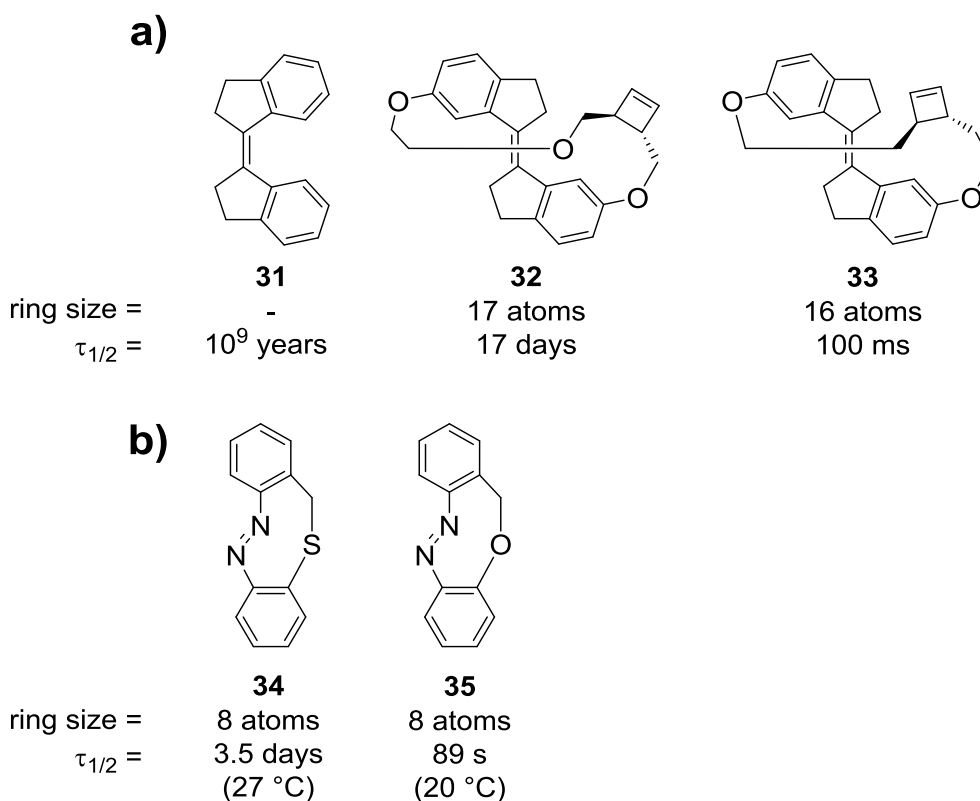 a)
O
O
O
O
O
31
32
33
ring size =
-
17 atoms
16 atoms
τ1/2 =
10⁹ years
17 days
100 ms
b)
N
N
S
N
N
O
34
35
ring size =
8 atoms
8 atoms
τ1/2 =
3.5 days
89 s
(27 °C)
(20 °C)